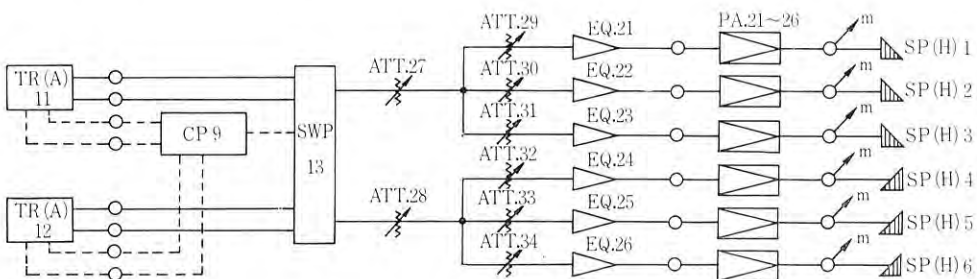 ATT.29 EQ.21 PA.21~26 m SP(H)1
TR(A) 11
ATT.27
ATT.30 EQ.22 m SP(H)2
CP 9
SWP 13
ATT.31 EQ.23 m SP(H)3
ATT.32 EQ.24 m SP(H)4
TR(A) 12
ATT.28
ATT.33 EQ.25 m SP(H)5
ATT.34 EQ.26 m SP(H)6